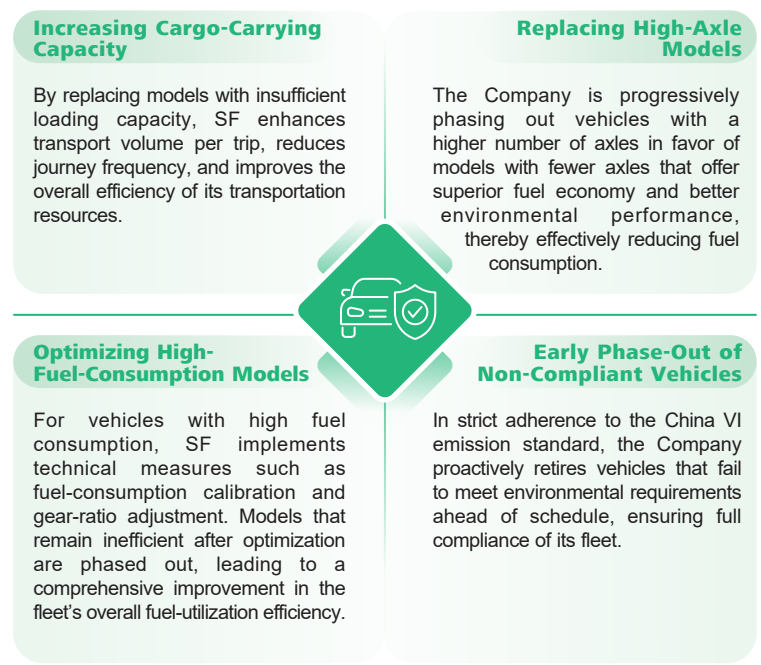 Increasing Cargo-Carrying
Capacity
By replacing models with insufficient
loading capacity, SF enhances
transport volume per trip, reduces
journey frequency, and improves the
overall efficiency of its transportation
resources.
Replacing High-Axle
Models
The Company is progressively
phasing out vehicles with a
higher number of axles in favor of
models with fewer axles that offer
superior fuel economy and better
environmental performance,
thereby effectively reducing fuel
consumption.
Optimizing High-
Fuel-Consumption Models
For vehicles with high fuel
consumption, SF implements
technical measures such as
fuel-consumption calibration and
gear-ratio adjustment. Models that
remain inefficient after optimization
are phased out, leading to a
comprehensive improvement in the
fleet's overall fuel-utilization efficiency.
Early Phase-Out of
Non-Compliant Vehicles
In strict adherence to the China VI
emission standard, the Company
proactively retires vehicles that fail
to meet environmental requirements
ahead of schedule, ensuring full
compliance of its fleet.